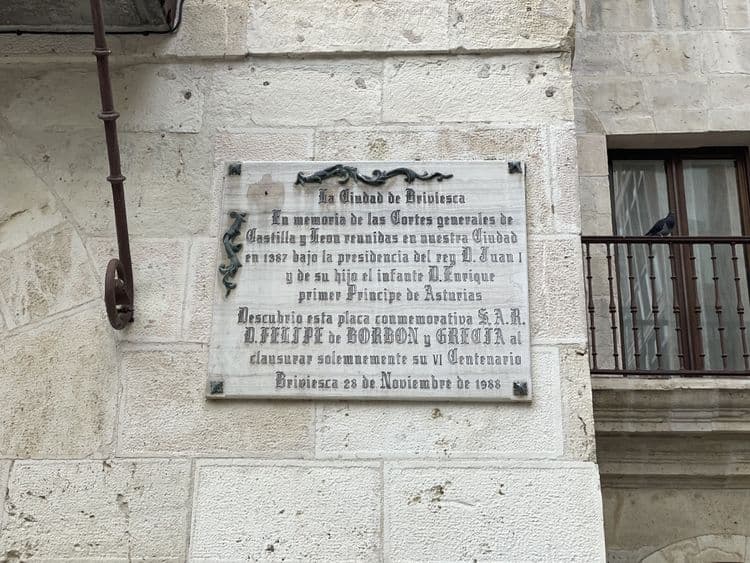 La Ciudad de Briviesca
En memoria de las Cortes generales de
Castilla y Leon reunidas en nuestra Ciudad
en 1387 bajo la presidencia del rey D. Juan I
y de su hijo el infante D. Enrique
primer Principe de Asturias
Descubrio esta placa conmemorativa S.A.R.
D. FELIPE de BORBON y GRECIA al
clausurar solemnemente su VI Centenario
Briviesca 28 de Noviembre de 1988